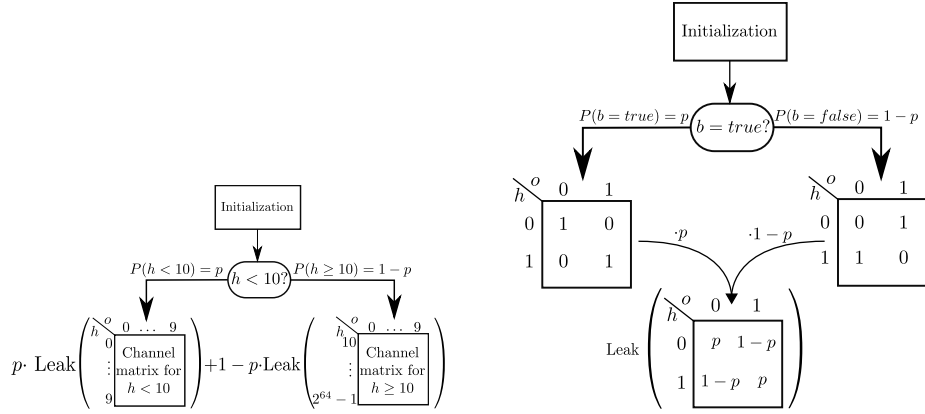 Initialization
P(h < 10) = p
h < 10?
P(h ≥ 10) = 1 − p
p· Leak
o
h
0 … 9
0
⋮
9
Channel
matrix for
h < 10
+1 − p·Leak
o
h
0 … 9
10
⋮
2^64 − 1
Channel
matrix for
h ≥ 10
Initialization
P(b = true) = p
b = true?
P(b = false) = 1 − p
o
h
0 1
0 1 0
1 0 1
·p
·1 − p
o
h
0 1
0 0 1
1 1 0
Leak
o
h
0 1
0 p 1 − p
1 1 − p p